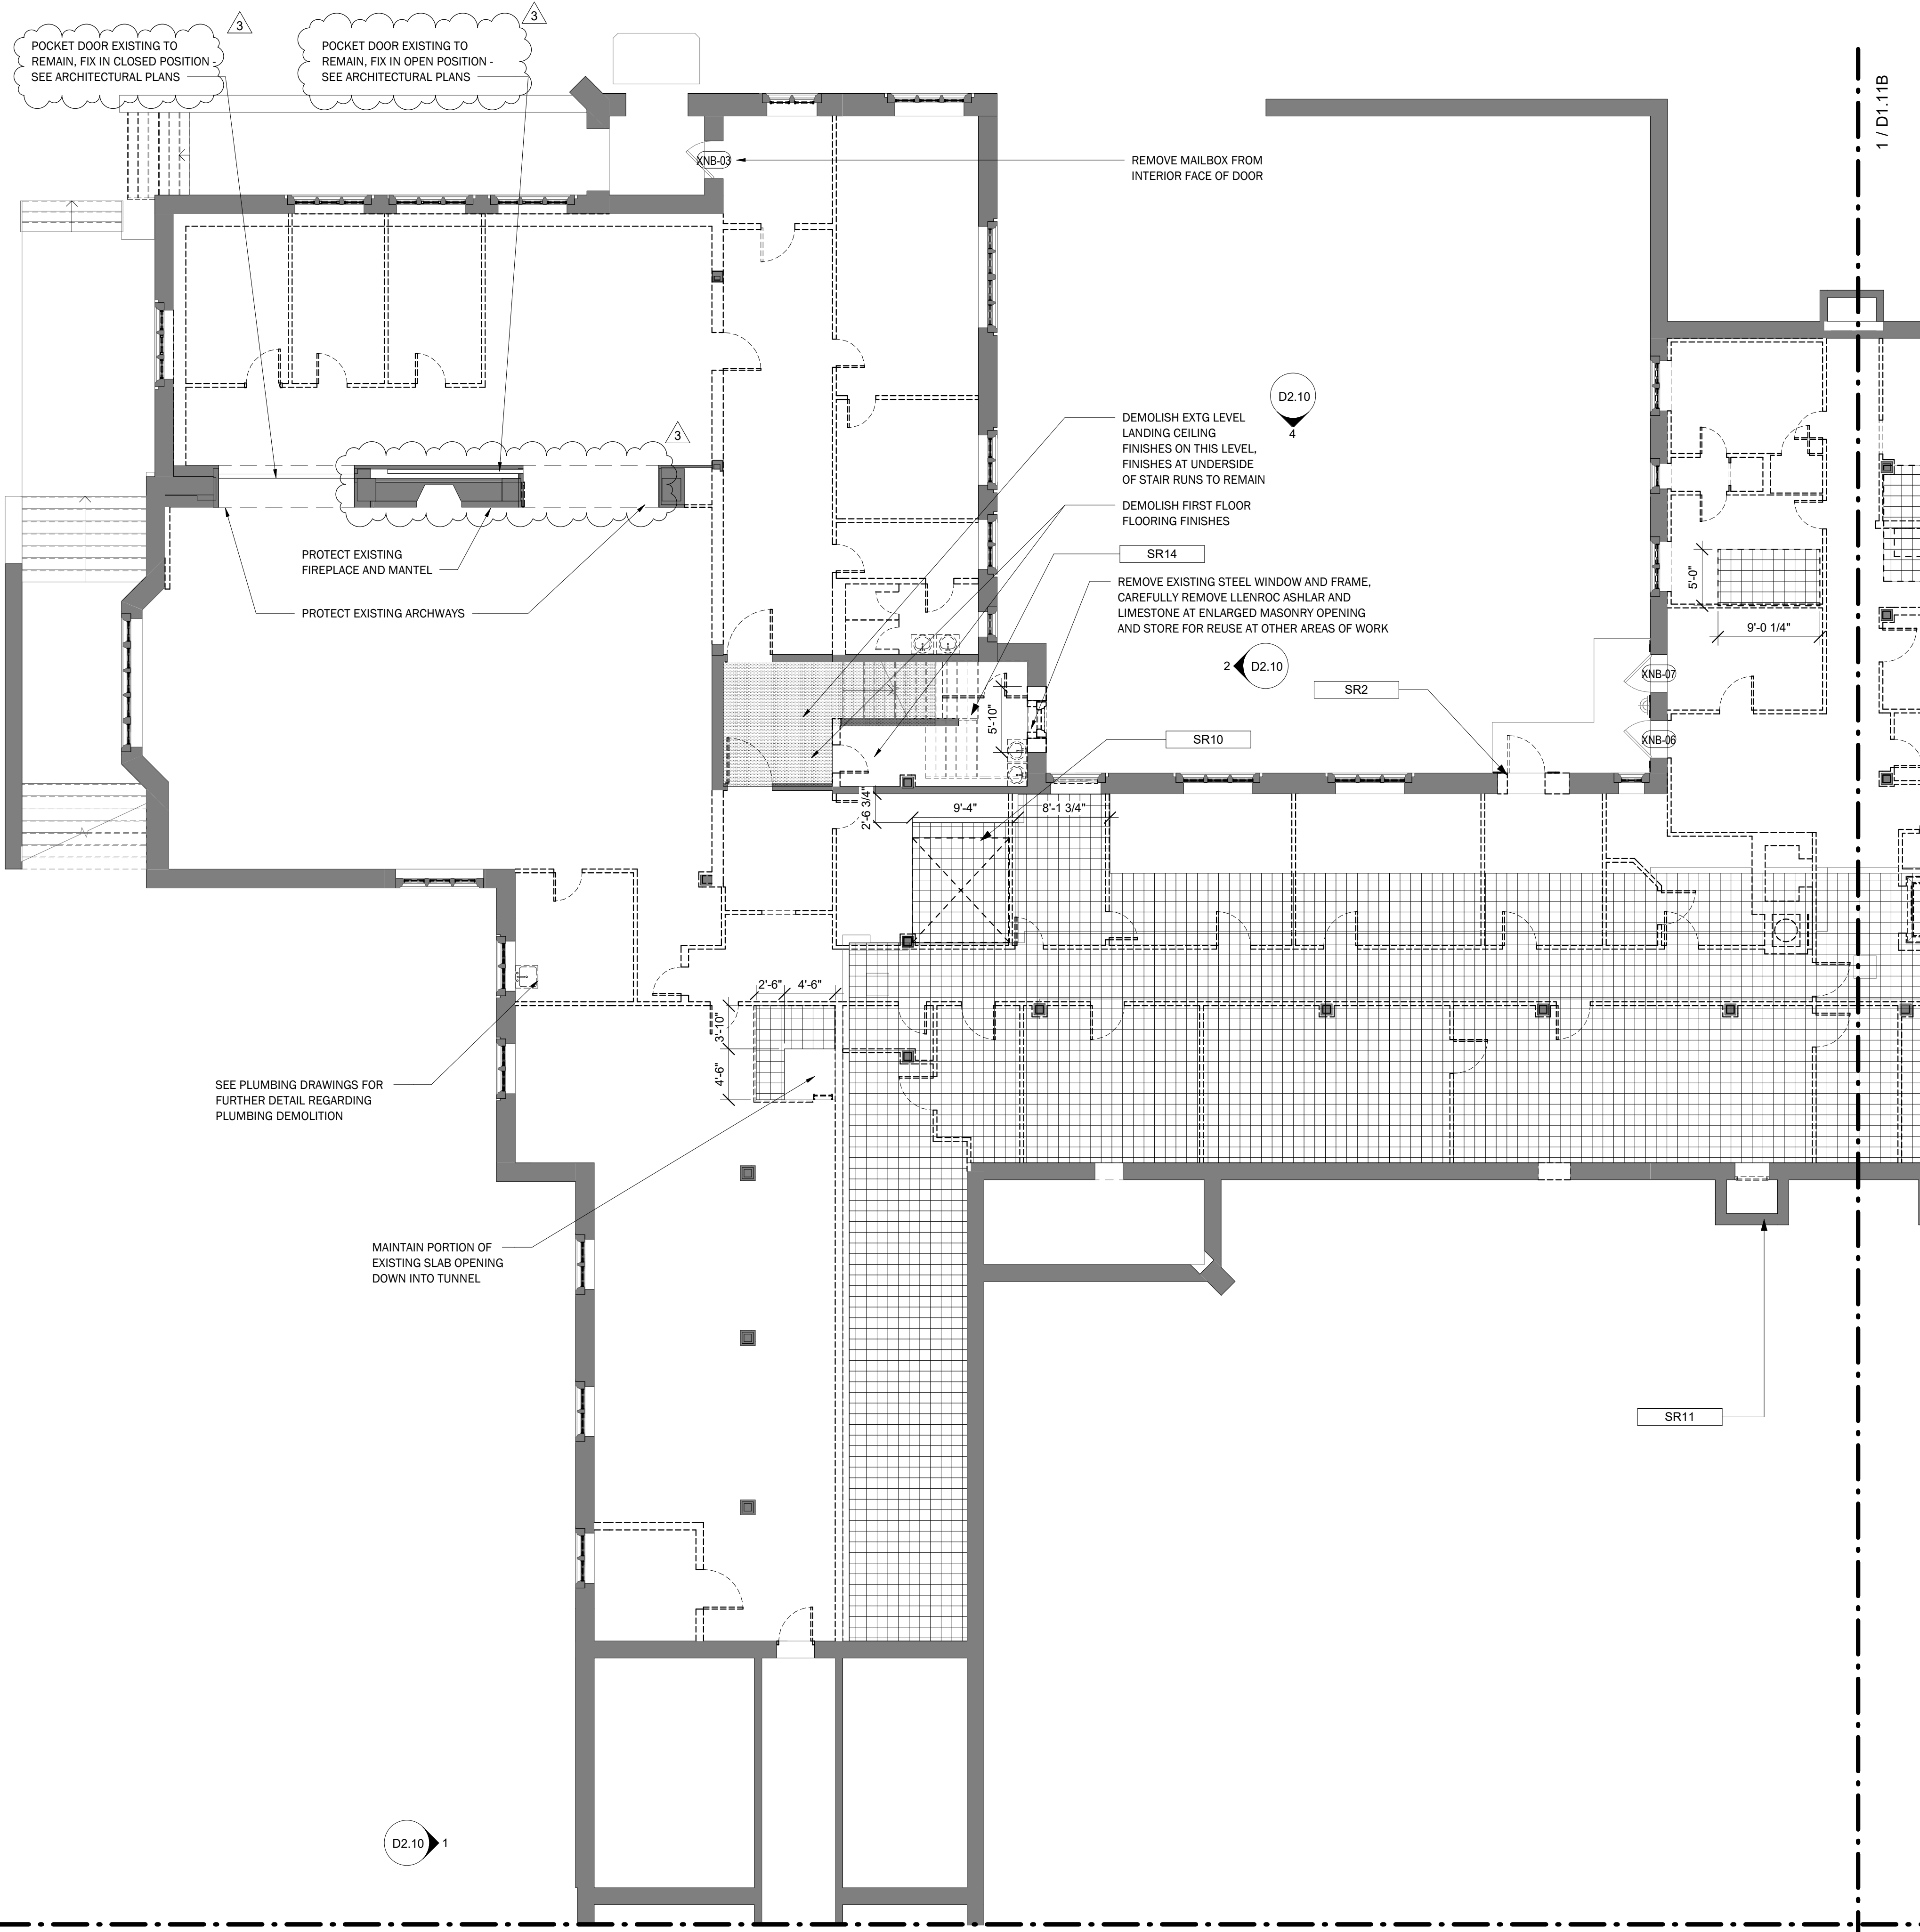 3
3
POCKET DOOR EXISTING TO
REMAIN, FIX IN CLOSED POSITION -
SEE ARCHITECTURAL PLANS
POCKET DOOR EXISTING TO
REMAIN, FIX IN OPEN POSITION -
SEE ARCHITECTURAL PLANS
1 / D1.11B
XNB-03
REMOVE MAILBOX FROM
INTERIOR FACE OF DOOR
D2.10
4
3
DEMOLISH EXTG LEVEL
LANDING CEILING
FINISHES ON THIS LEVEL,
FINISHES AT UNDERSIDE
OF STAIR RUNS TO REMAIN
DEMOLISH FIRST FLOOR
FLOORING FINISHES
SR14
PROTECT EXISTING
FIREPLACE AND MANTEL
REMOVE EXISTING STEEL WINDOW AND FRAME,
CAREFULLY REMOVE LLENROC ASHLAR AND
LIMESTONE AT ENLARGED MASONRY OPENING
AND STORE FOR REUSE AT OTHER AREAS OF WORK
5'-0"
9'-0 1/4"
PROTECT EXISTING ARCHWAYS
2
D2.10
XNB-07
SR2
5'-10"
SR10
XNB-06
2'-6 3/4"
9'-4"
8'-1 3/4"
2'-6"
4'-6"
3'-10"
4'-6"
SEE PLUMBING DRAWINGS FOR
FURTHER DETAIL REGARDING
PLUMBING DEMOLITION
MAINTAIN PORTION OF
EXISTING SLAB OPENING
DOWN INTO TUNNEL
SR11
D2.10
1